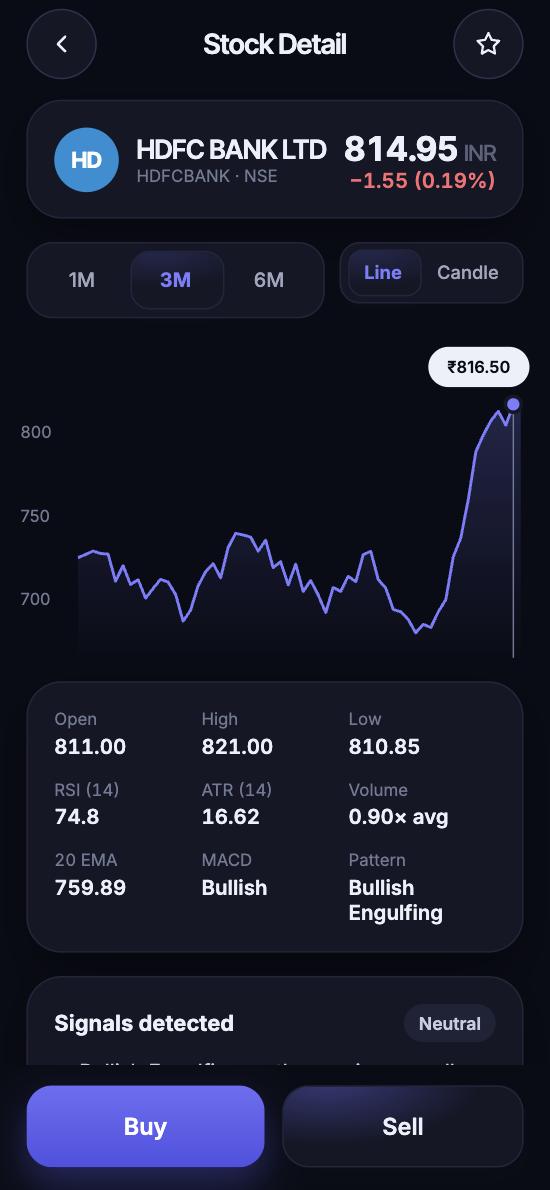 Stock Detail
HD
HDFC BANK LTD
814.95 INR
HDFCBANK · NSE
−1.55 (0.19%)
1M
3M
6M
Line
Candle
₹816.50
800
750
700
Open
High
Low
811.00
821.00
810.85
RSI (14)
ATR (14)
Volume
74.8
16.62
0.90× avg
20 EMA
MACD
Pattern
759.89
Bullish
Bullish
Engulfing
Signals detected
Neutral
Buy
Sell